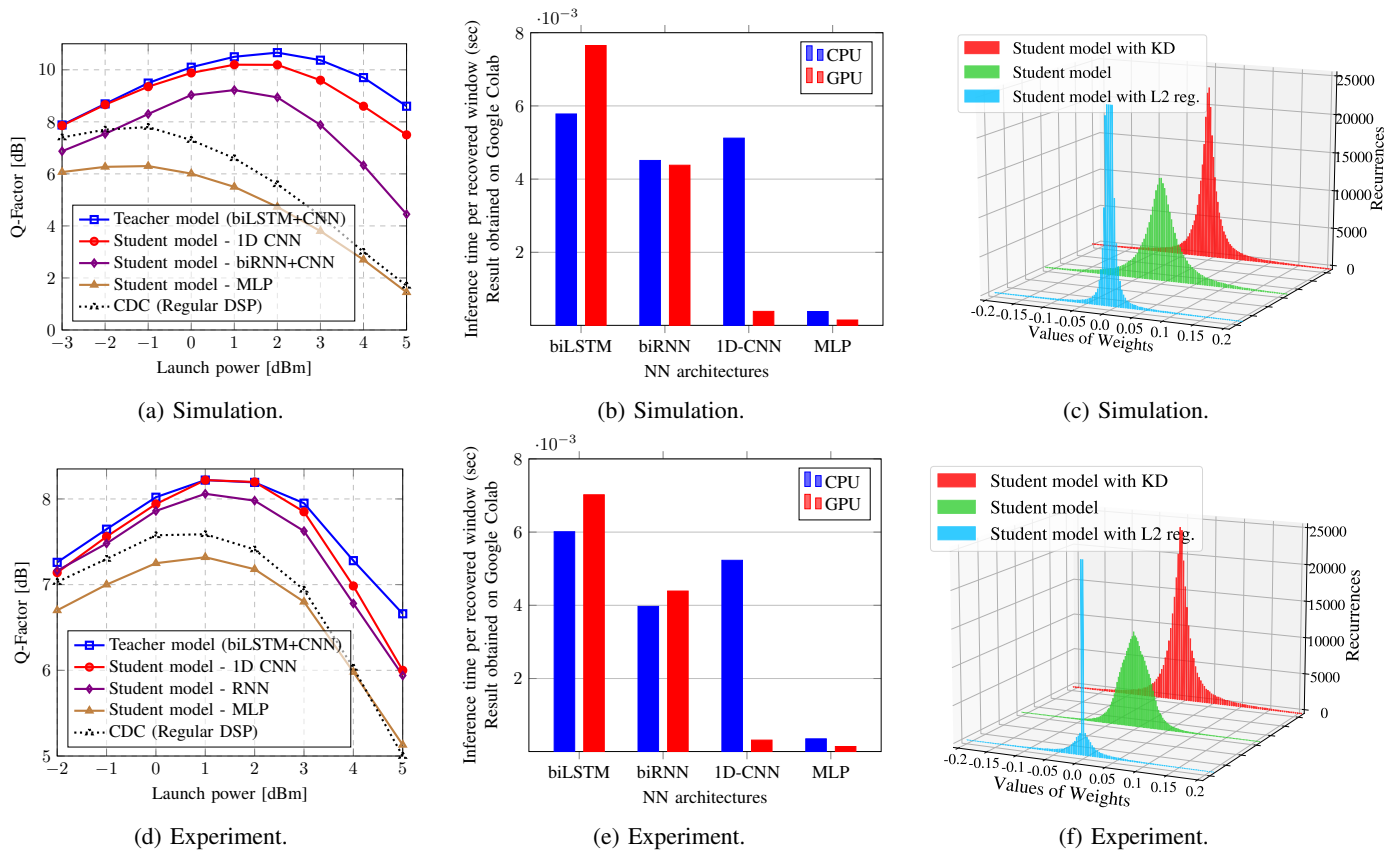 Q-Factor [dB]
10
8
6
4
2
0
−3 −2 −1 0 1 2 3 4 5
Launch power [dBm]
Teacher model (biLSTM+CNN)
Student model - 1D CNN
Student model - biRNN+CNN
Student model - MLP
CDC (Regular DSP)
(a) Simulation.
Inference time per recovered window (sec)
Result obtained on Google Colab
·10−3
8
6
4
2
CPU
GPU
biLSTM biRNN 1D-CNN MLP
NN architectures
(b) Simulation.
Student model with KD
Student model
Student model with L2 reg.
25000
20000
15000
10000
5000
0
Recurrences
-0.2 -0.15 -0.1 -0.05 0.0 0.05 0.1 0.15 0.2
Values of Weights
(c) Simulation.
Q-Factor [dB]
8
7
6
5
−2 −1 0 1 2 3 4 5
Launch power [dBm]
Teacher model (biLSTM+CNN)
Student model - 1D CNN
Student model - RNN
Student model - MLP
CDC (Regular DSP)
(d) Experiment.
Inference time per recovered window (sec)
Result obtained on Google Colab
·10−3
8
6
4
2
CPU
GPU
biLSTM biRNN 1D-CNN MLP
NN architectures
(e) Experiment.
Student model with KD
Student model
Student model with L2 reg.
25000
20000
15000
10000
5000
0
Recurrences
-0.2 -0.15 -0.1 -0.05 0.0 0.05 0.1 0.15 0.2
Values of Weights
(f) Experiment.